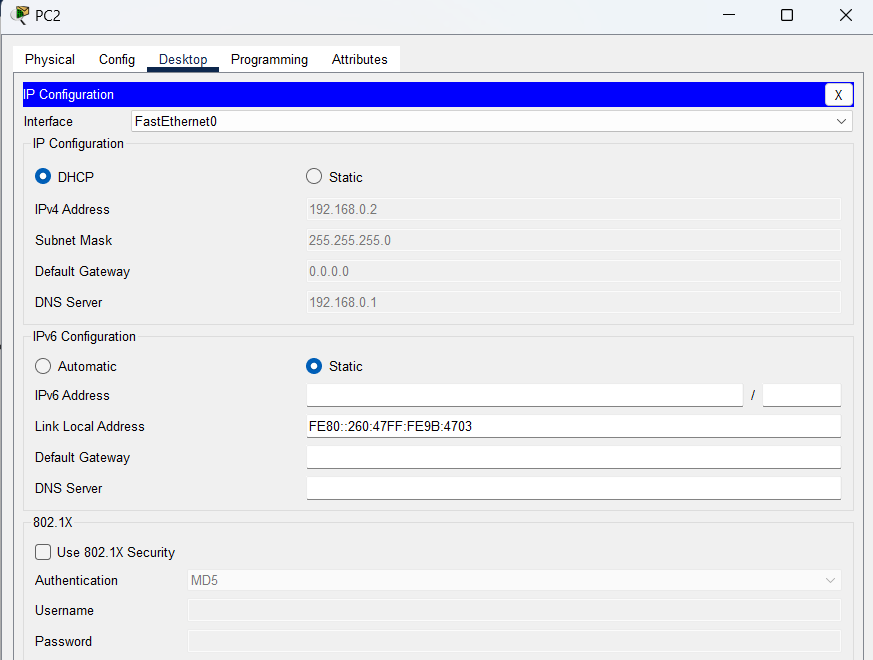 PC2
Physical Config Desktop Programming Attributes
IP Configuration X
Interface FastEthernet0
IP Configuration
DHCP Static
IPv4 Address 192.168.0.2
Subnet Mask 255.255.255.0
Default Gateway 0.0.0.0
DNS Server 192.168.0.1
IPv6 Configuration
Automatic Static
IPv6 Address /
Link Local Address FE80::260:47FF:FE9B:4703
Default Gateway
DNS Server
802.1X
Use 802.1X Security
Authentication MD5
Username
Password